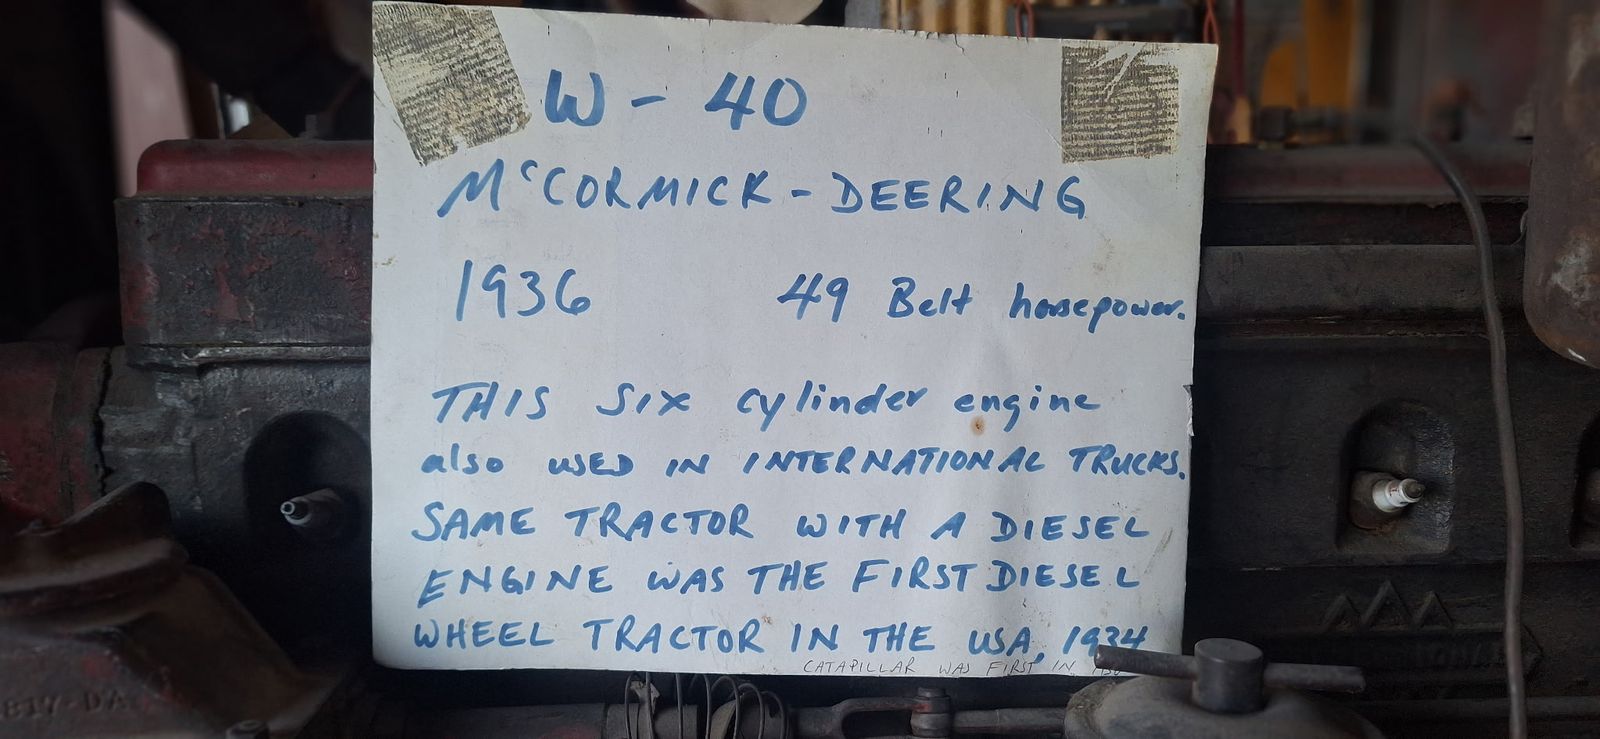 W - 40
McCORMICK - DEERING
1936 49 Belt horsepower.
THIS SIX cylinder engine
also USED IN INTERNATIONAL TRUCKS.
SAME TRACTOR WITH A DIESEL
ENGINE WAS THE FIRST DIESEL
WHEEL TRACTOR IN THE USA, 1934
CATAPILLAR WAS FIRST IN